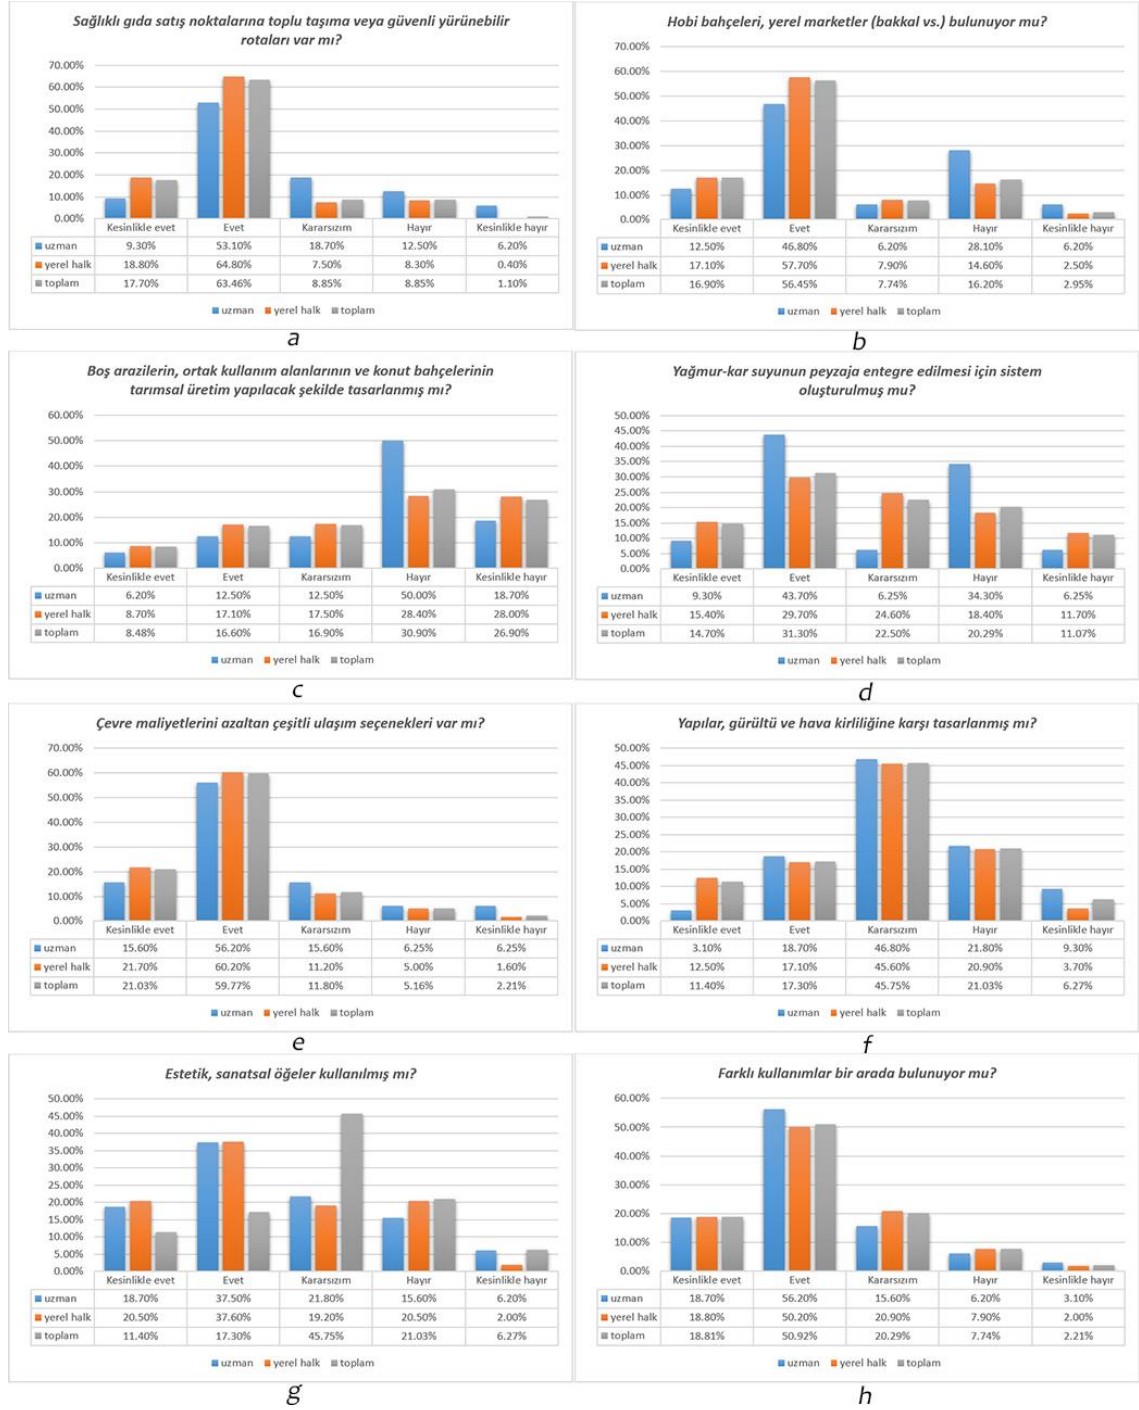 Sağlıklı gıda satış noktalarına toplu taşıma veya güvenli yürünebilir
rotaları var mı?
70.00%
60.00%
50.00%
40.00%
30.00%
20.00%
10.00%
0.00%
Kesinlikle evet Evet Kararsızım Hayır Kesinlikle hayır
uzman 9.30% 53.10% 18.70% 12.50% 6.20%
yerel halk 18.80% 64.80% 7.50% 8.30% 0.40%
toplam 17.70% 63.46% 8.85% 8.85% 1.10%
uzman yerel halk toplam
a
Hobi bahçeleri, yerel marketler (bakkal vs.) bulunuyor mu?
70.00%
60.00%
50.00%
40.00%
30.00%
20.00%
10.00%
0.00%
Kesinlikle evet Evet Kararsızım Hayır Kesinlikle hayır
uzman 12.50% 46.80% 6.20% 28.10% 6.20%
yerel halk 17.10% 57.70% 7.90% 14.60% 2.50%
toplam 16.90% 56.45% 7.74% 16.20% 2.95%
uzman yerel halk toplam
b
Boş arazilerin, ortak kullanım alanlarının ve konut bahçelerinin
tarımsal üretim yapılacak şekilde tasarlanmış mı?
60.00%
50.00%
40.00%
30.00%
20.00%
10.00%
0.00%
Kesinlikle evet Evet Kararsızım Hayır Kesinlikle hayır
uzman 6.20% 12.50% 12.50% 50.00% 18.70%
yerel halk 8.70% 17.10% 17.50% 28.40% 28.00%
toplam 8.48% 16.60% 16.90% 30.90% 26.90%
uzman yerel halk toplam
c
Yağmur-kar suyunun peyzaja entegre edilmesi için sistem
oluşturulmuş mu?
50.00%
45.00%
40.00%
35.00%
30.00%
25.00%
20.00%
15.00%
10.00%
5.00%
0.00%
Kesinlikle evet Evet Kararsızım Hayır Kesinlikle hayır
uzman 9.30% 43.70% 6.25% 34.30% 6.25%
yerel halk 15.40% 29.70% 24.60% 18.40% 11.70%
toplam 14.70% 31.30% 22.50% 20.29% 11.07%
uzman yerel halk toplam
d
Çevre maliyetlerini azaltan çeşitli ulaşım seçenekleri var mı?
70.00%
60.00%
50.00%
40.00%
30.00%
20.00%
10.00%
0.00%
Kesinlikle evet Evet Kararsızım Hayır Kesinlikle hayır
uzman 15.60% 56.20% 15.60% 6.25% 6.25%
yerel halk 21.70% 60.20% 11.20% 5.00% 1.60%
toplam 21.03% 59.77% 11.80% 5.16% 2.21%
uzman yerel halk toplam
e
Yapılar, gürültü ve hava kirliliğine karşı tasarlanmış mı?
50.00%
45.00%
40.00%
35.00%
30.00%
25.00%
20.00%
15.00%
10.00%
5.00%
0.00%
Kesinlikle evet Evet Kararsızım Hayır Kesinlikle hayır
uzman 3.10% 18.70% 46.80% 21.80% 9.30%
yerel halk 12.50% 17.10% 45.60% 20.90% 3.70%
toplam 11.40% 17.30% 45.75% 21.03% 6.27%
uzman yerel halk toplam
f
Estetik, sanatsal öğeler kullanılmış mı?
50.00%
45.00%
40.00%
35.00%
30.00%
25.00%
20.00%
15.00%
10.00%
5.00%
0.00%
Kesinlikle evet Evet Kararsızım Hayır Kesinlikle hayır
uzman 18.70% 37.50% 21.80% 15.60% 6.20%
yerel halk 20.50% 37.60% 19.20% 20.50% 2.00%
toplam 11.40% 17.30% 45.75% 21.03% 6.27%
uzman yerel halk toplam
g
Farklı kullanımlar bir arada bulunuyor mu?
60.00%
50.00%
40.00%
30.00%
20.00%
10.00%
0.00%
Kesinlikle evet Evet Kararsızım Hayır Kesinlikle hayır
uzman 18.70% 56.20% 15.60% 6.20% 3.10%
yerel halk 18.80% 50.20% 20.90% 7.90% 2.00%
toplam 18.81% 50.92% 20.29% 7.74% 2.21%
uzman yerel halk toplam
h